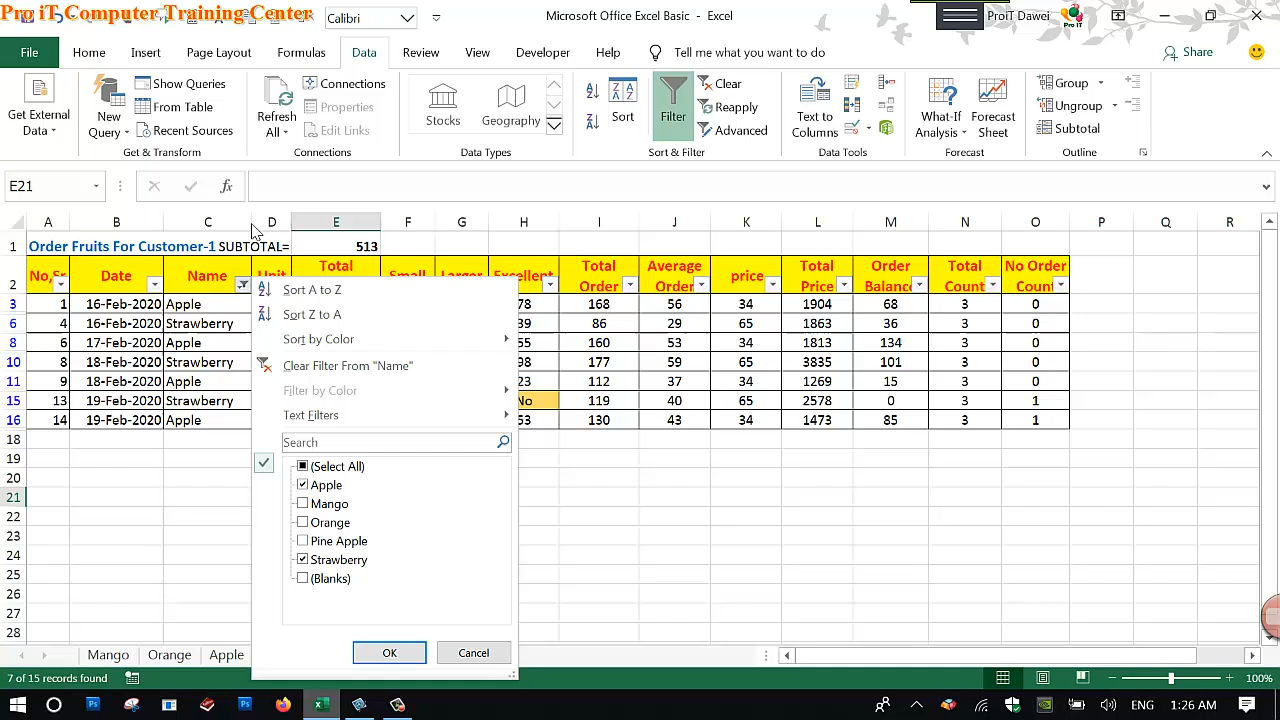 Pro iT Computer Training Center
Calibri
Microsoft Office Excel Basic - Excel
ProiT Dawei
Pro IT
File Home Insert Page Layout Formulas Data Review View Developer Help Tell me what you want to do
Share
Get External Data
New Query
Show Queries
From Table
Recent Sources
Get & Transform
Refresh All
Connections
Properties
Edit Links
Connections
Stocks
Geography
Data Types
Sort
Filter
Clear
Reapply
Advanced
Sort & Filter
Text to Columns
Data Tools
What-If Analysis
Forecast Sheet
Forecast
Group
Ungroup
Subtotal
Outline
E21
fx
A B C D E F G H I J K L M N O P Q R
1 Order Fruits For Customer-1 SUBTOTAL= 513
2 No,Sr Date Name Unit Total Small Larger Excellent Total Order Average Order price Total Price Order Balance Total Count No Order Count
3 1 16-Feb-2020 Apple 78 168 56 34 1904 68 3 0
6 4 16-Feb-2020 Strawberry 39 86 29 65 1863 36 3 0
8 6 17-Feb-2020 Apple 55 160 53 34 1813 134 3 0
10 8 18-Feb-2020 Strawberry 98 177 59 65 3835 101 3 0
11 9 18-Feb-2020 Apple 23 112 37 34 1269 15 3 0
15 13 19-Feb-2020 Strawberry No 119 40 65 2578 0 3 1
16 14 19-Feb-2020 Apple 53 130 43 34 1473 85 3 1
18
19
20
21
22
23
24
25
26
27
28
Sort A to Z
Sort Z to A
Sort by Color
Clear Filter From "Name"
Filter by Color
Text Filters
Search
(Select All)
Apple
Mango
Orange
Pine Apple
Strawberry
(Blanks)
OK Cancel
Mango Orange Apple
7 of 15 records found
100%
ENG 1:26 AM